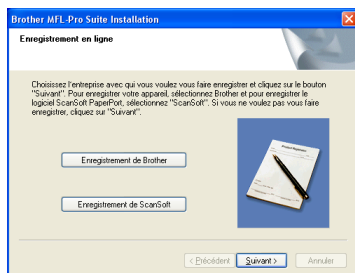 Brother MFL-Pro Suite Installation
Enregistrement en ligne
Choisissez l'entreprise avec qui vous voulez vous faire enregistrer et cliquez sur le bouton
"Suivant". Pour enregistrer votre appareil, sélectionnez Brother et pour enregistrer le
logiciel ScanSoft PaperPort, sélectionnez "ScanSoft". Si vous ne voulez pas vous faire
enregistrer, cliquez sur "Suivant".
Enregistrement de Brother
Enregistrement de ScanSoft
< Précédent
Suivant >
Annuler